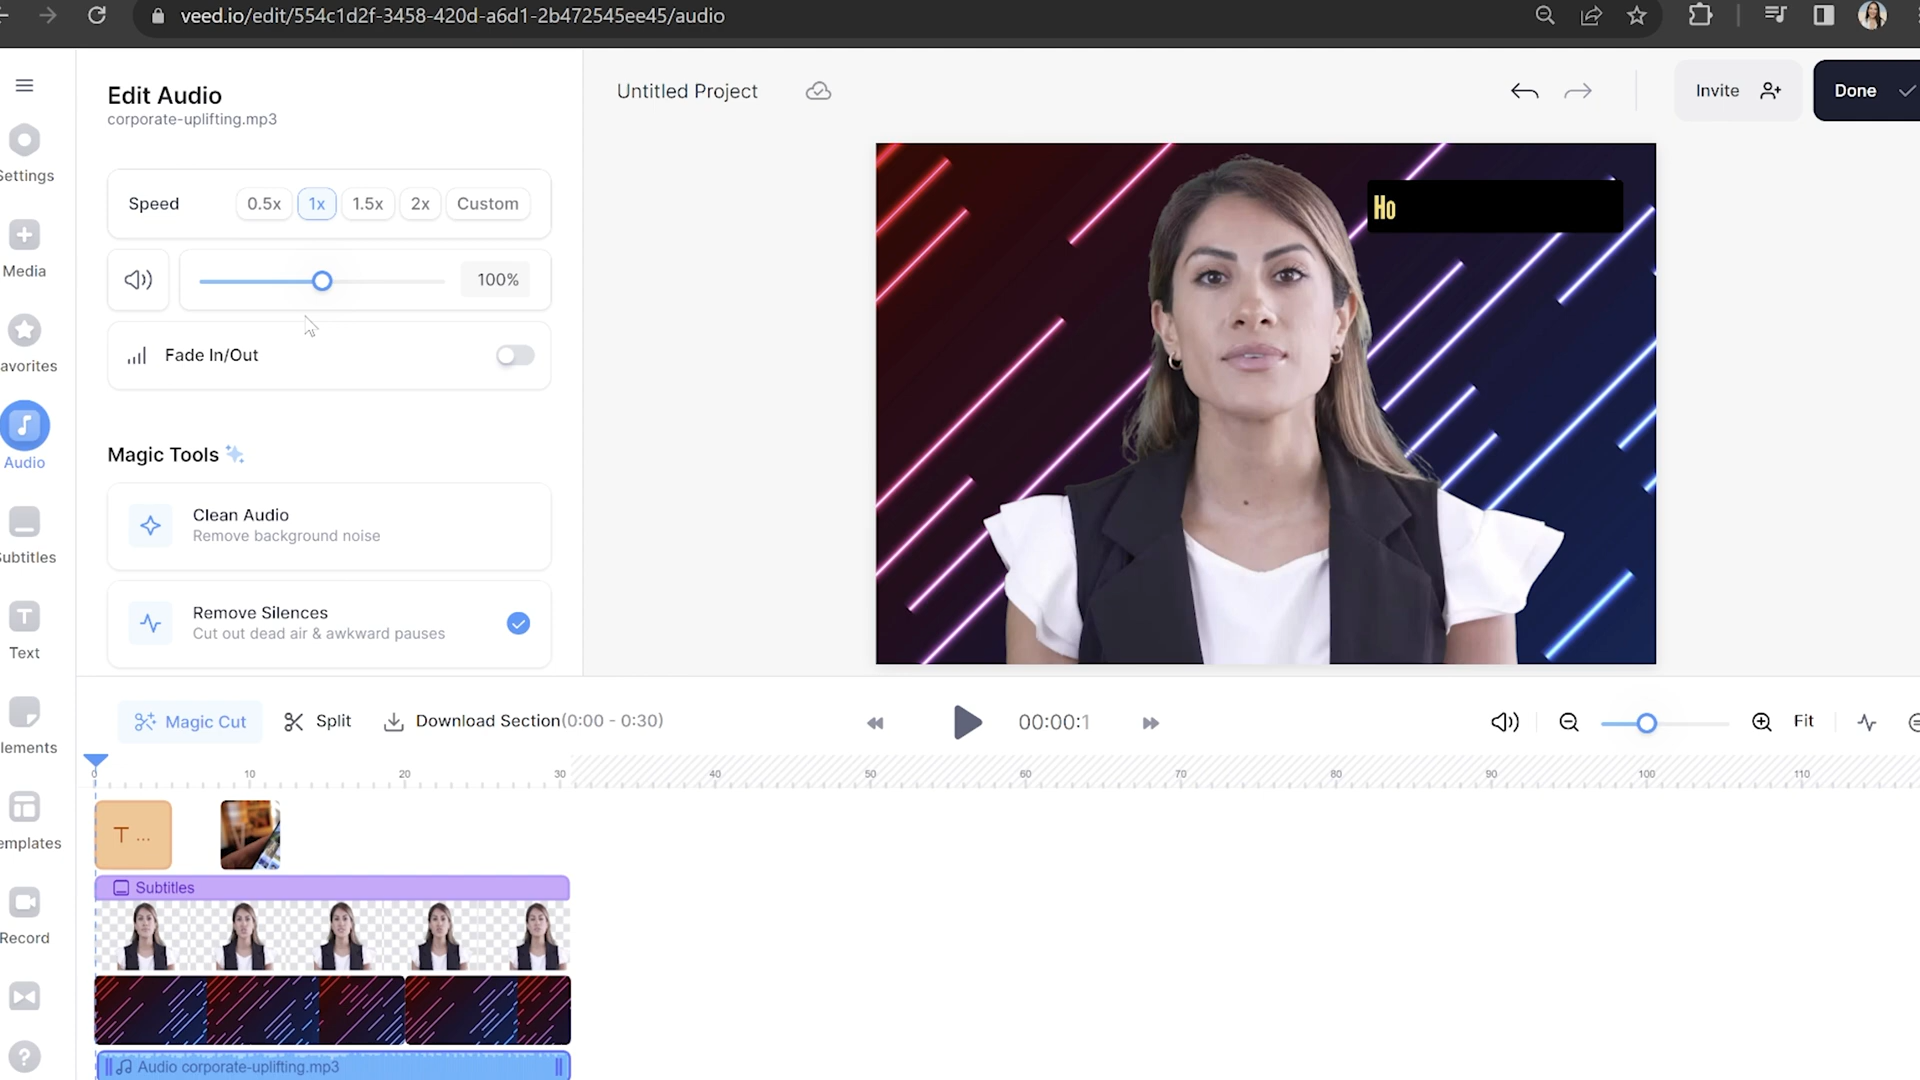 veed.io/edit/554c1d2f-3458-420d-a6d1-2b472545ee45/audio
Edit Audio
corporate-uplifting.mp3
Untitled Project
Invite
Done
Settings
Media
avorites
Audio
ubtitles
Text
lements
emplates
Record
Speed
0.5x
1x
1.5x
2x
Custom
100%
Fade In/Out
Magic Tools
Clean Audio
Remove background noise
Remove Silences
Cut out dead air & awkward pauses
Ho
Magic Cut
Split
Download Section(0:00 - 0:30)
00:00:1
Fit
0 10 20 30 40 50 60 70 80 90 100 110
T ...
Subtitles
Audio corporate-uplifting.mp3